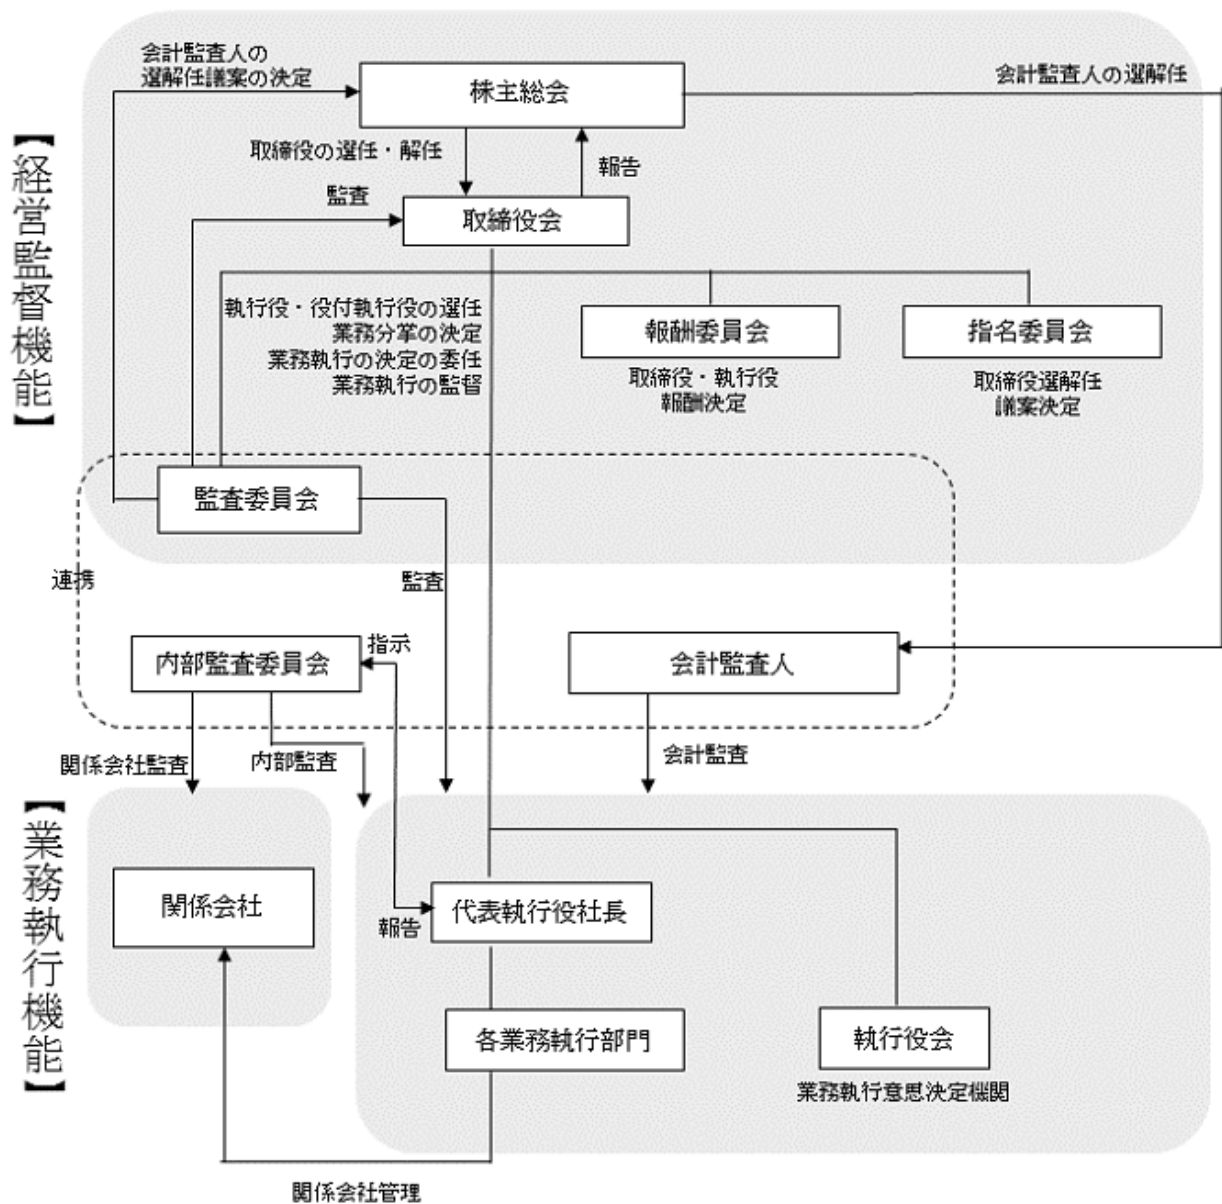 会計監査人の
選解任議案の決定
株主総会
会計監査人の選解任
取締役の選任・解任
報告
監査
取締役会
【経営監督機能】
執行役・役付執行役の選任
業務分掌の決定
業務執行の決定の委任
業務執行の監督
報酬委員会
取締役・執行役
報酬決定
指名委員会
取締役選解任
議案決定
監査委員会
連携
監査
内部監査委員会
指示
会計監査人
関係会社監査
内部監査
会計監査
【業務執行機能】
関係会社
報告
代表執行役社長
各業務執行部門
執行役会
業務執行意思決定機関
関係会社管理